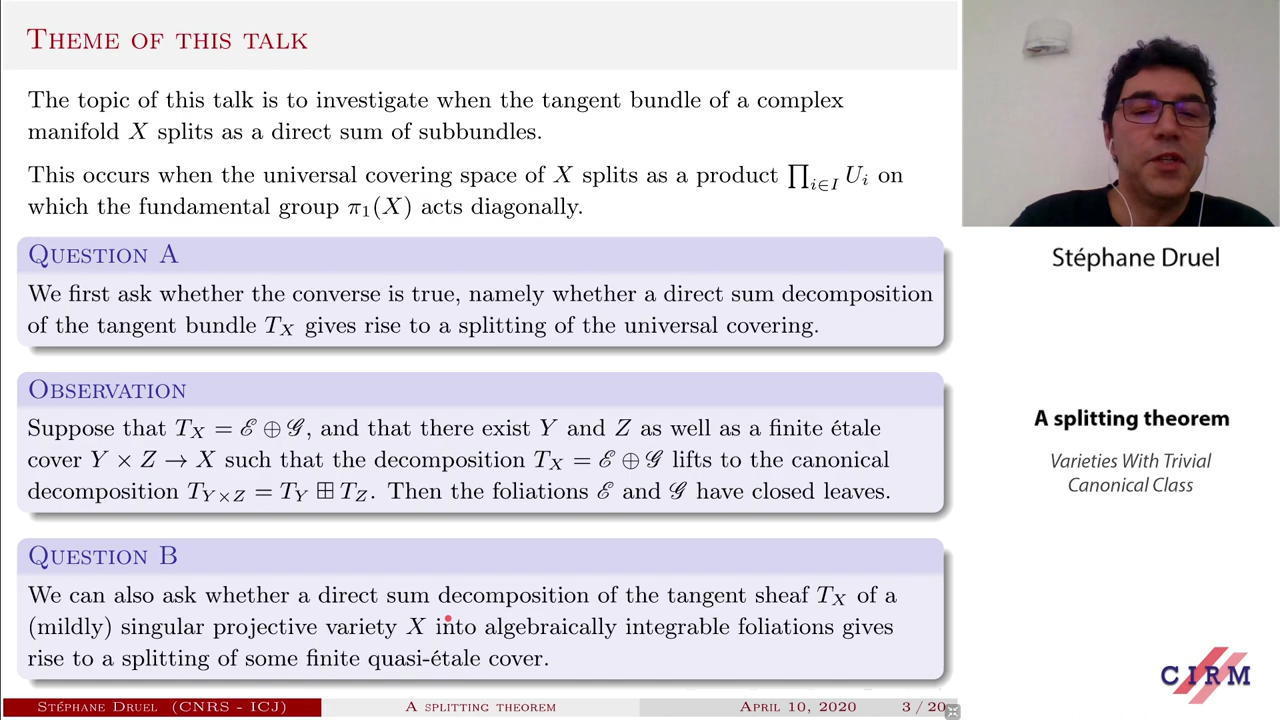 THEME OF THIS TALK
The topic of this talk is to investigate when the tangent bundle of a complex
manifold X splits as a direct sum of subbundles.
This occurs when the universal covering space of X splits as a product ∏_{i∈I} U_i on
which the fundamental group π₁(X) acts diagonally.
QUESTION A
We first ask whether the converse is true, namely whether a direct sum decomposition
of the tangent bundle T_X gives rise to a splitting of the universal covering.
OBSERVATION
Suppose that T_X = ℰ ⊕ 𝒢, and that there exist Y and Z as well as a finite étale
cover Y × Z → X such that the decomposition T_X = ℰ ⊕ 𝒢 lifts to the canonical
decomposition T_{Y×Z} = T_Y ⊞ T_Z. Then the foliations ℰ and 𝒢 have closed leaves.
QUESTION B
We can also ask whether a direct sum decomposition of the tangent sheaf T_X of a
(mildly) singular projective variety X into algebraically integrable foliations gives
rise to a splitting of some finite quasi-étale cover.
STÉPHANE DRUEL (CNRS - ICJ) A SPLITTING THEOREM APRIL 10, 2020 3 / 20
Stéphane Druel
A splitting theorem
Varieties With Trivial
Canonical Class
CIRM